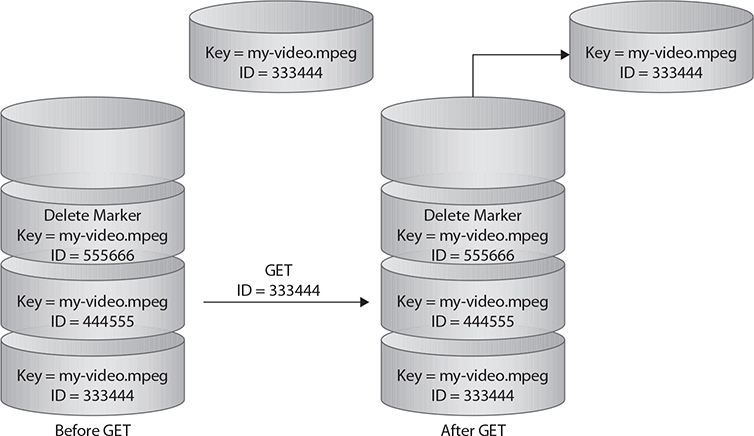 Key = my-video.mpeg
ID = 333444
Key = my-video.mpeg
ID = 333444
Delete Marker
Key = my-video.mpeg
ID = 555666
Key = my-video.mpeg
ID = 444555
Key = my-video.mpeg
ID = 333444
Before GET
GET
ID = 333444
Delete Marker
Key = my-video.mpeg
ID = 555666
Key = my-video.mpeg
ID = 444555
Key = my-video.mpeg
ID = 333444
After GET